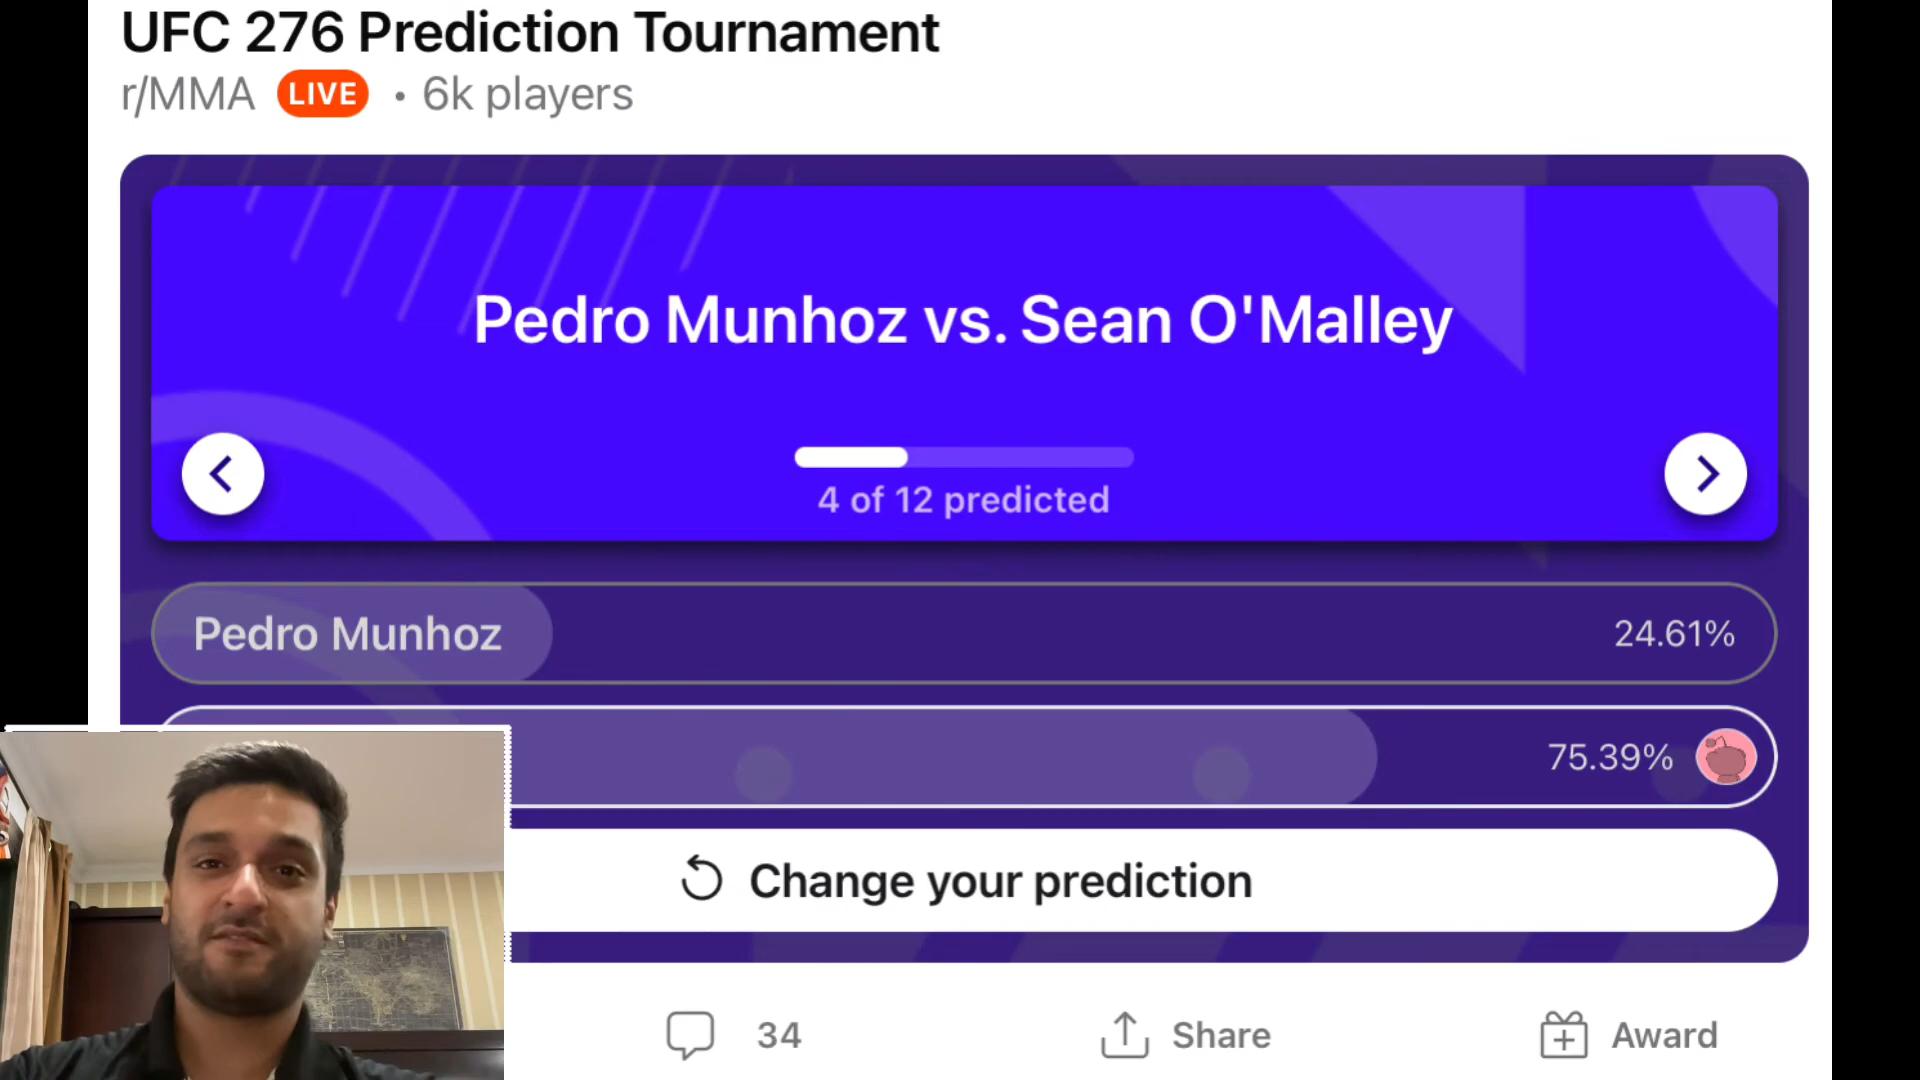 UFC 276 Prediction Tournament
r/MMA LIVE • 6k players
Pedro Munhoz vs. Sean O'Malley
4 of 12 predicted
Pedro Munhoz 24.61%
75.39%
Change your prediction
34 Share Award